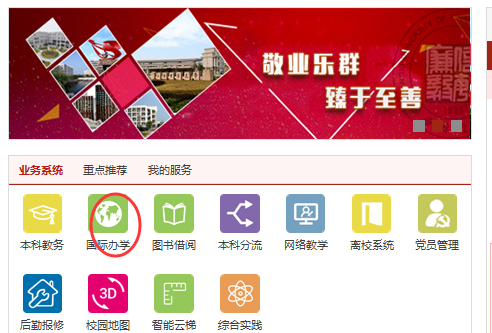 敬业乐群
臻于至善
业务系统 重点推荐 我的服务
本科教务 国际办学 图书借阅 本科分流 网络教学 离校系统 党员管理
3D
后勤报修 校园地图 智能云梯 综合实践